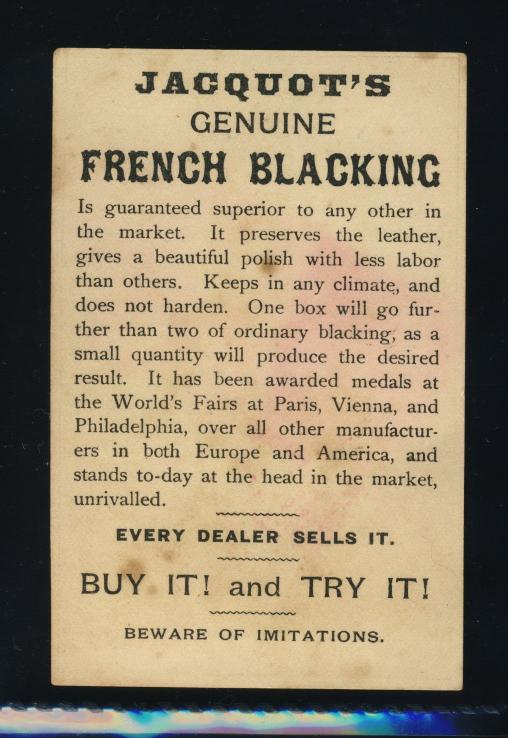 JACQUOT'S
GENUINE
FRENCH BLACKING
Is guaranteed superior to any other in
the market. It preserves the leather,
gives a beautiful polish with less labor
than others. Keeps in any climate, and
does not harden. One box will go fur-
ther than two of ordinary blacking, as a
small quantity will produce the desired
result. It has been awarded medals at
the World's Fairs at Paris, Vienna, and
Philadelphia, over all other manufactur-
ers in both Europe and America, and
stands to-day at the head in the market,
unrivalled.
EVERY DEALER SELLS IT.
BUY IT! and TRY IT!
BEWARE OF IMITATIONS.